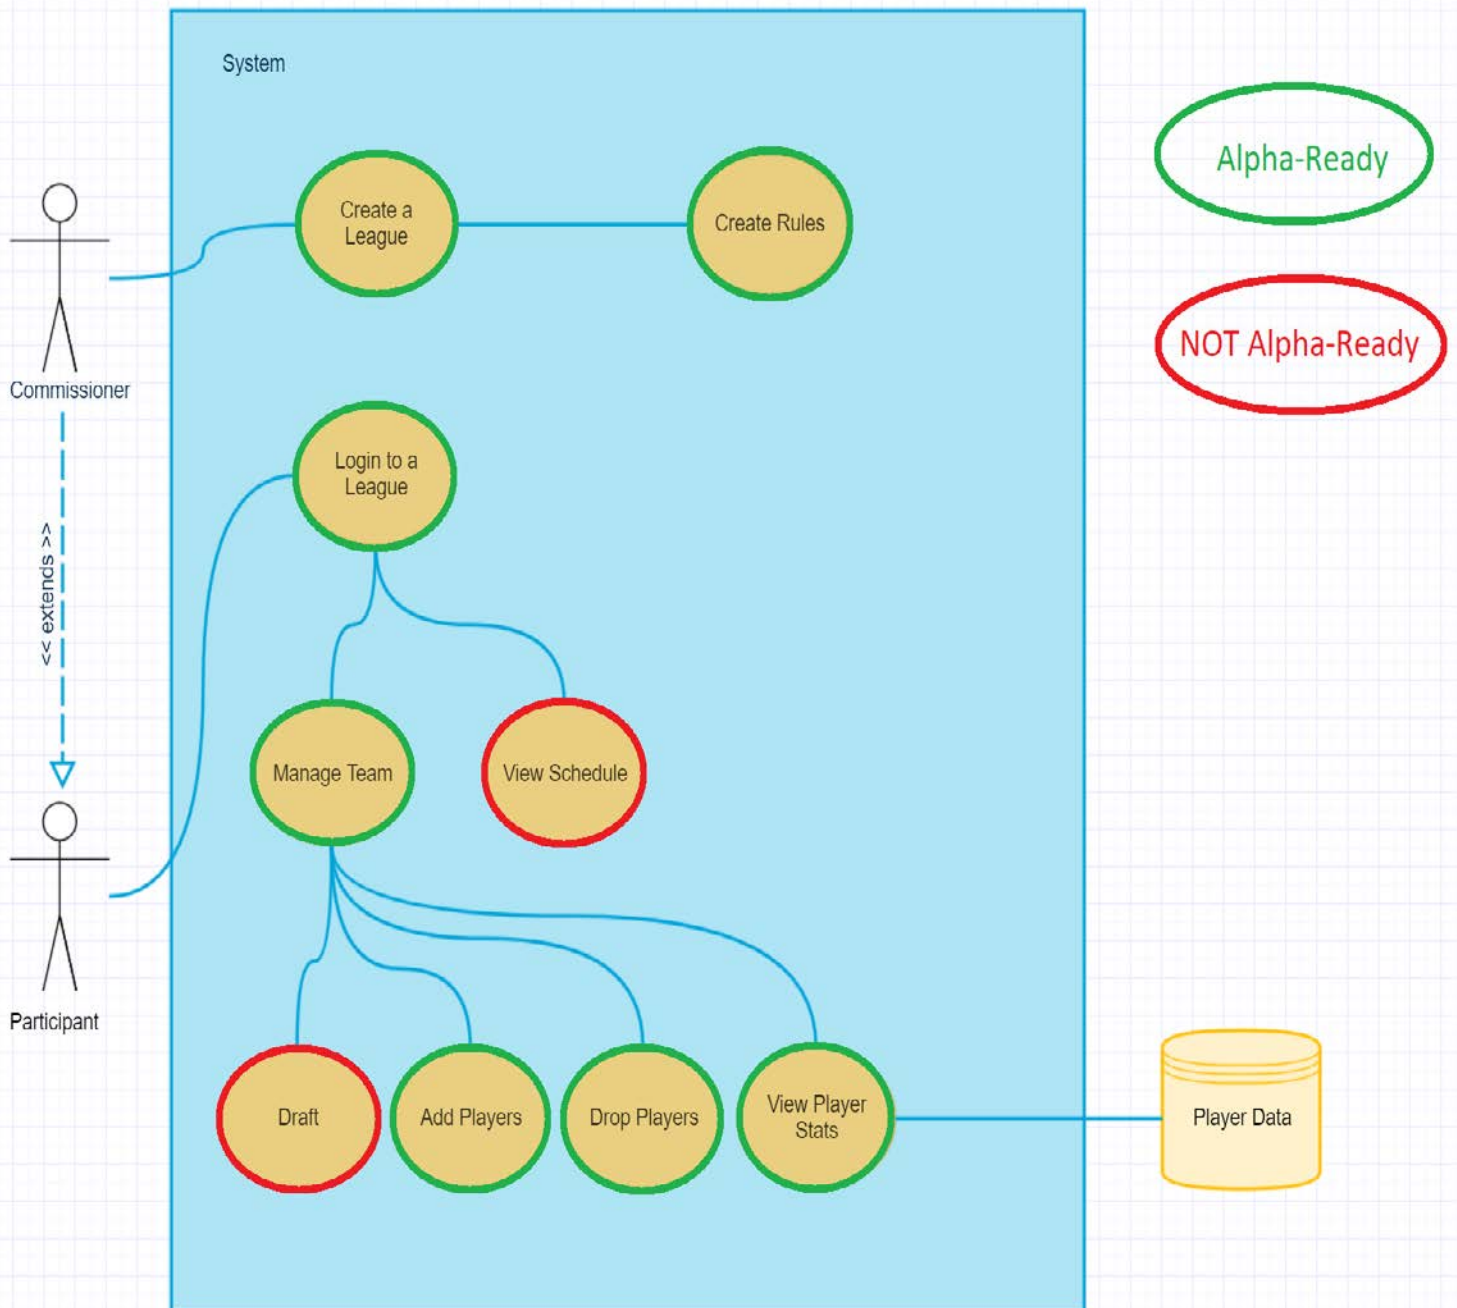 System
Alpha-Ready
Create a
League
Create Rules
NOT Alpha-Ready
Commissioner
Login to a
League
<< extends >>
Manage Team
View Schedule
Participant
Draft
Add Players
Drop Players
View Player
Stats
Player Data